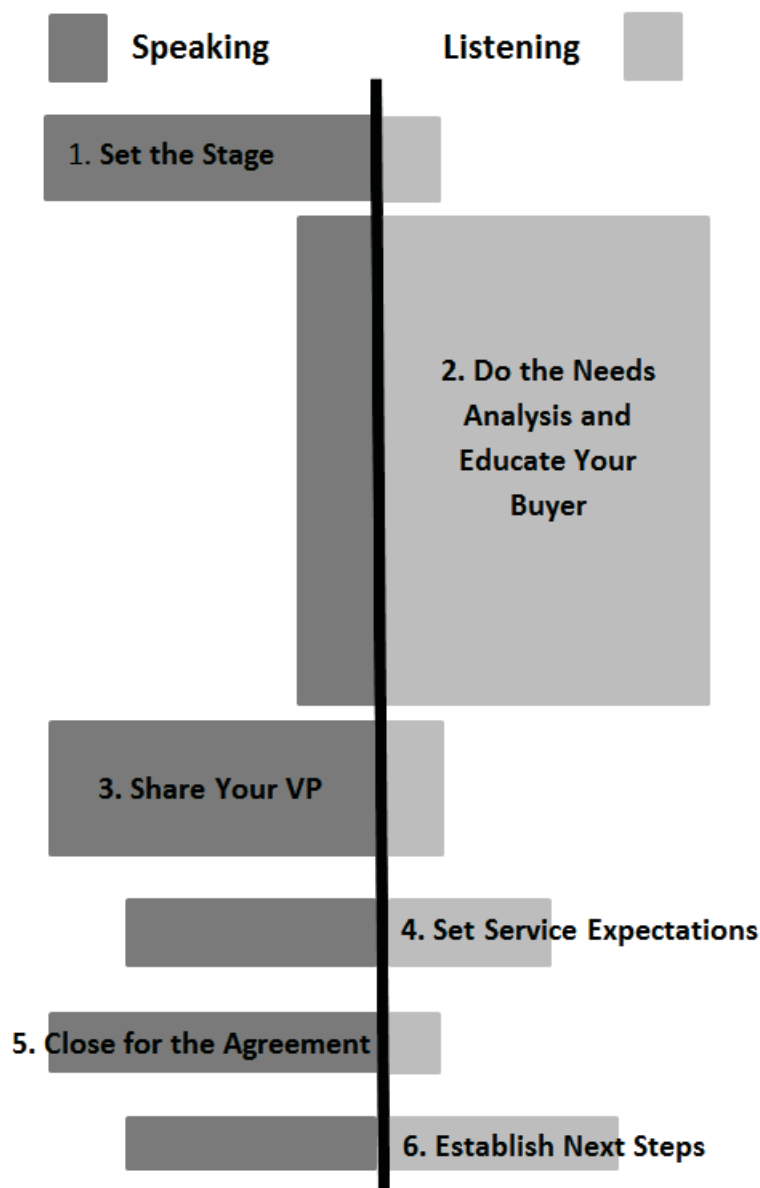 Speaking
Listening
1. Set the Stage
2. Do the Needs
Analysis and
Educate Your
Buyer
3. Share Your VP
4. Set Service Expectations
5. Close for the Agreement
6. Establish Next Steps